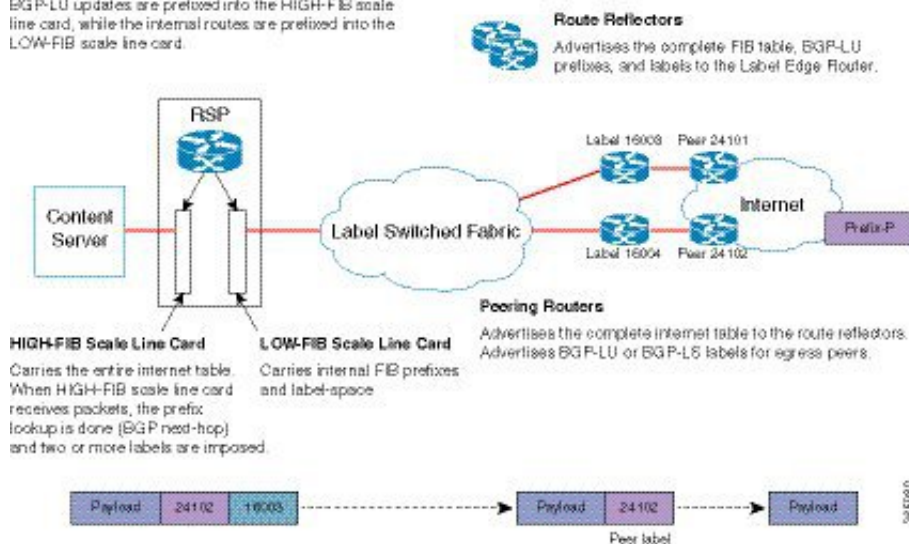 BGP-LU updates are prefixed into the HIGH-FIB scale
line card, while the internal routes are prefixed into the
LOW-FIB scale line card.
Route Reflectors
Advertises the complete FIB table, BGP-LU
prefixes, and labels to the Label Edge Router.
RSP
Label 16003 Peer 24101
Content
Server
Label Switched Fabric
Internet
Prefix-P
Label 16004 Peer 24102
Peering Routers
Advertises the complete internet table to the route reflectors.
Advertises BGP-LU or BGP-LS labels for egress peers.
HIGH-FIB Scale Line Card
Carries the entire internet table.
When HIGH-FIB scale line card
receives packets, the prefix
lookup is done (BGP next-hop)
and two or more labels are imposed.
LOW-FIB Scale Line Card
Carries internal FIB prefixes
and label-space
Payload 24102 16003
Payload 24102
Payload
Peer label